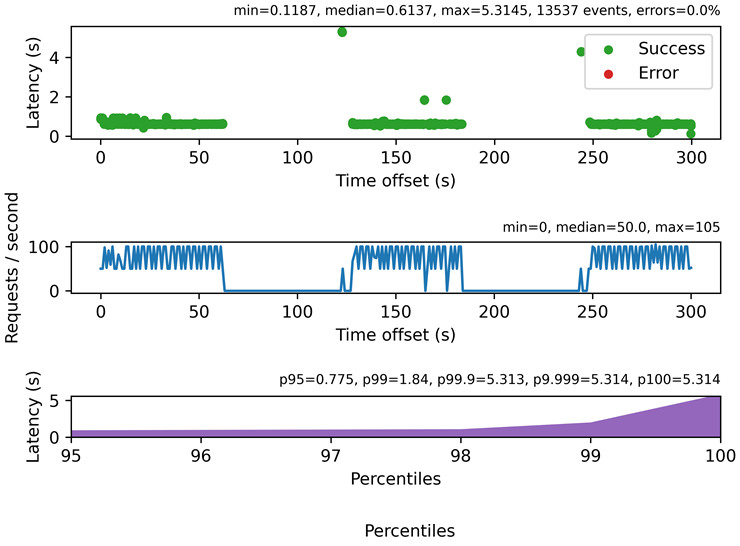 min=0.1187, median=0.6137, max=5.3145, 13537 events, errors=0.0%
Latency (s)
4
2
0
Success
Error
0 50 100 150 200 250 300
Time offset (s)
min=0, median=50.0, max=105
Requests / second
100
0
0 50 100 150 200 250 300
Time offset (s)
p95=0.775, p99=1.84, p99.9=5.313, p9.999=5.314, p100=5.314
Latency (s)
5
0
95 96 97 98 99 100
Percentiles
Percentiles